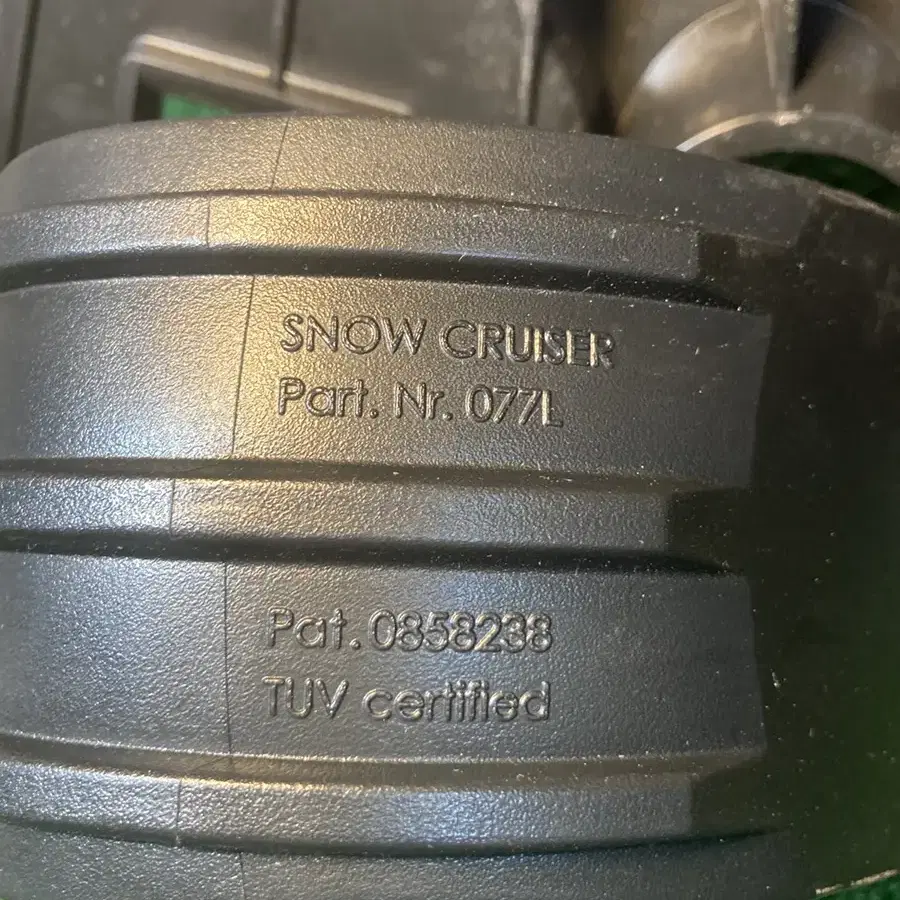 SNOW CRUISER
Part. Nr. 077L
Pat. 0858238
TUV certified